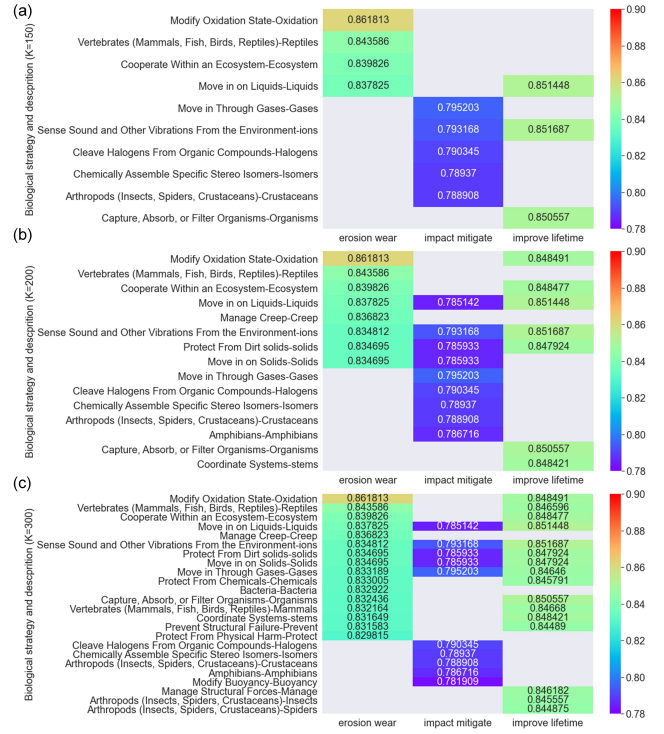 (a)
Biological strategy and descprition (K=150)
Modify Oxidation State-Oxidation 0.861813
Vertebrates (Mammals, Fish, Birds, Reptiles)-Reptiles 0.843586
Cooperate Within an Ecosystem-Ecosystem 0.839826
Move in on Liquids-Liquids 0.837825 0.851448
Move in Through Gases-Gases 0.795203
Sense Sound and Other Vibrations From the Environment-ions 0.793168 0.851687
Cleave Halogens From Organic Compounds-Halogens 0.790345
Chemically Assemble Specific Stereo Isomers-Isomers 0.78937
Arthropods (Insects, Spiders, Crustaceans)-Crustaceans 0.788908
Capture, Absorb, or Filter Organisms-Organisms 0.850557
erosion wear impact mitigate improve lifetime
0.90
0.88
0.86
0.84
0.82
0.80
0.78
(b)
Biological strategy and descprition (K=200)
Modify Oxidation State-Oxidation 0.861813 0.848491
Vertebrates (Mammals, Fish, Birds, Reptiles)-Reptiles 0.843586
Cooperate Within an Ecosystem-Ecosystem 0.839826 0.848477
Move in on Liquids-Liquids 0.837825 0.785142 0.851448
Manage Creep-Creep 0.836823
Sense Sound and Other Vibrations From the Environment-ions 0.834812 0.793168 0.851687
Protect From Dirt solids-solids 0.834695 0.785933 0.847924
Move in on Solids-Solids 0.834695 0.785933
Move in Through Gases-Gases 0.795203
Cleave Halogens From Organic Compounds-Halogens 0.790345
Chemically Assemble Specific Stereo Isomers-Isomers 0.78937
Arthropods (Insects, Spiders, Crustaceans)-Crustaceans 0.788908
Amphibians-Amphibians 0.786716
Capture, Absorb, or Filter Organisms-Organisms 0.850557
Coordinate Systems-stems 0.848421
erosion wear impact mitigate improve lifetime
0.90
0.88
0.86
0.84
0.82
0.80
0.78
(c)
Biological strategy and descprition (K=300)
Modify Oxidation State-Oxidation 0.861813 0.848491
Vertebrates (Mammals, Fish, Birds, Reptiles)-Reptiles 0.843586 0.846596
Cooperate Within an Ecosystem-Ecosystem 0.839826 0.848477
Move in on Liquids-Liquids 0.837825 0.785142 0.851448
Manage Creep-Creep 0.836823
Sense Sound and Other Vibrations From the Environment-ions 0.834812 0.793168 0.851687
Protect From Dirt solids-solids 0.834695 0.785933 0.847924
Move in on Solids-Solids 0.834695 0.785933 0.847924
Move in Through Gases-Gases 0.833189 0.795203 0.84646
Protect From Chemicals-Chemicals 0.833005 0.845791
Bacteria-Bacteria 0.832922
Capture, Absorb, or Filter Organisms-Organisms 0.832436 0.850557
Vertebrates (Mammals, Fish, Birds, Reptiles)-Mammals 0.832164 0.84668
Coordinate Systems-stems 0.831649 0.848421
Prevent Structural Failure-Prevent 0.831583 0.84489
Protect From Physical Harm-Protect 0.829815
Cleave Halogens From Organic Compounds-Halogens 0.790345
Chemically Assemble Specific Stereo Isomers-Isomers 0.78937
Arthropods (Insects, Spiders, Crustaceans)-Crustaceans 0.788908
Amphibians-Amphibians 0.786716
Modify Buoyancy-Buoyancy 0.781909
Manage Structural Forces-Manage 0.846182
Arthropods (Insects, Spiders, Crustaceans)-Insects 0.845557
Arthropods (Insects, Spiders, Crustaceans)-Spiders 0.844875
erosion wear impact mitigate improve lifetime
0.90
0.88
0.86
0.84
0.82
0.80
0.78